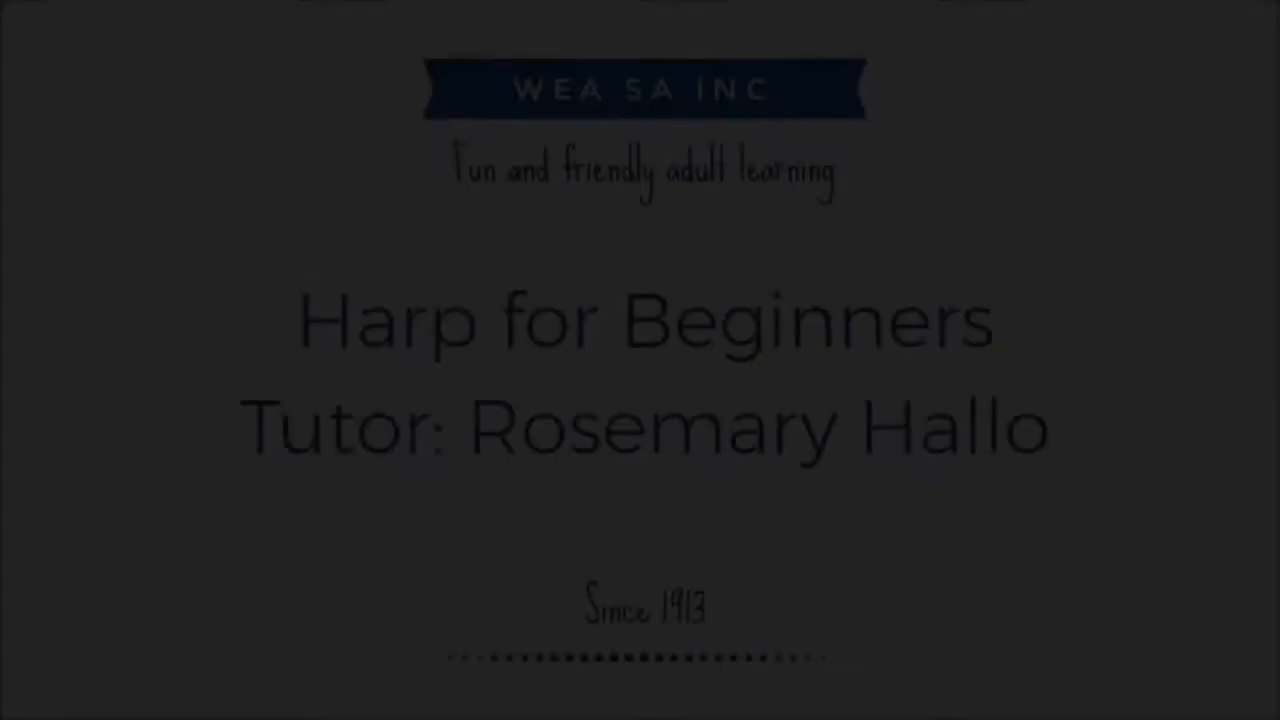 WEA SA INC
Fun and friendly adult learning
Harp for Beginners
Tutor: Rosemary Hallo
Since 1913